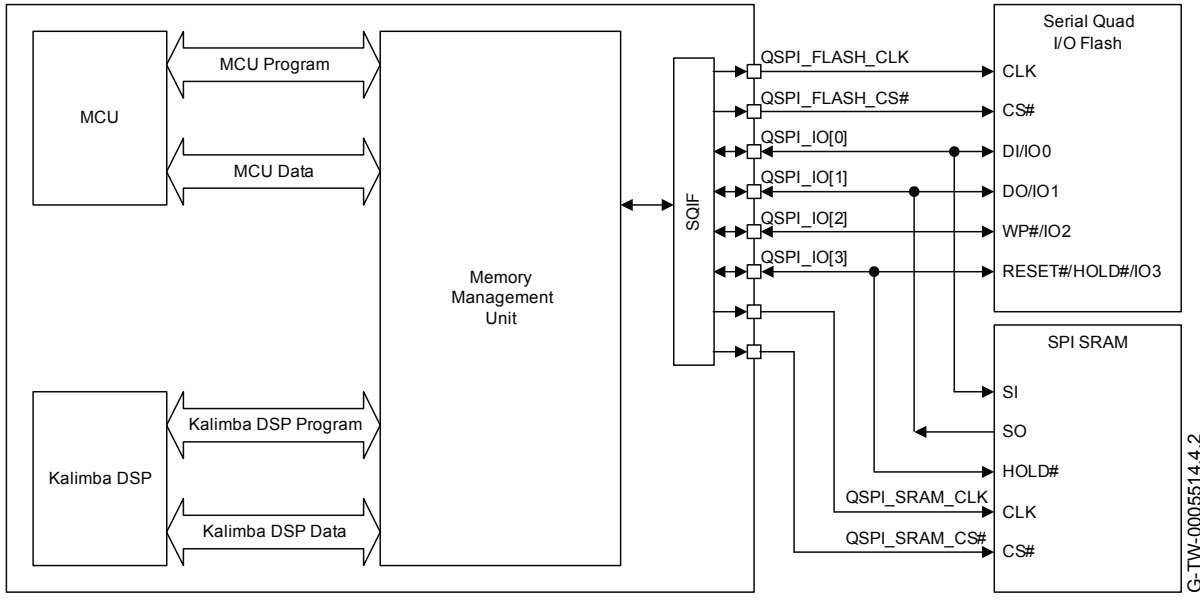 MCU
MCU Program
MCU Data
Kalimba DSP
Kalimba DSP Program
Kalimba DSP Data
Memory
Management
Unit
SQIF
QSPI_FLASH_CLK
QSPI_FLASH_CS#
QSPI_IO[0]
QSPI_IO[1]
QSPI_IO[2]
QSPI_IO[3]
QSPI_SRAM_CLK
QSPI_SRAM_CS#
Serial Quad
I/O Flash
CLK
CS#
DI/IO0
DO/IO1
WP#/IO2
RESET#/HOLD#/IO3
SPI SRAM
SI
SO
HOLD#
CLK
CS#
G-TW-0005514.4.2